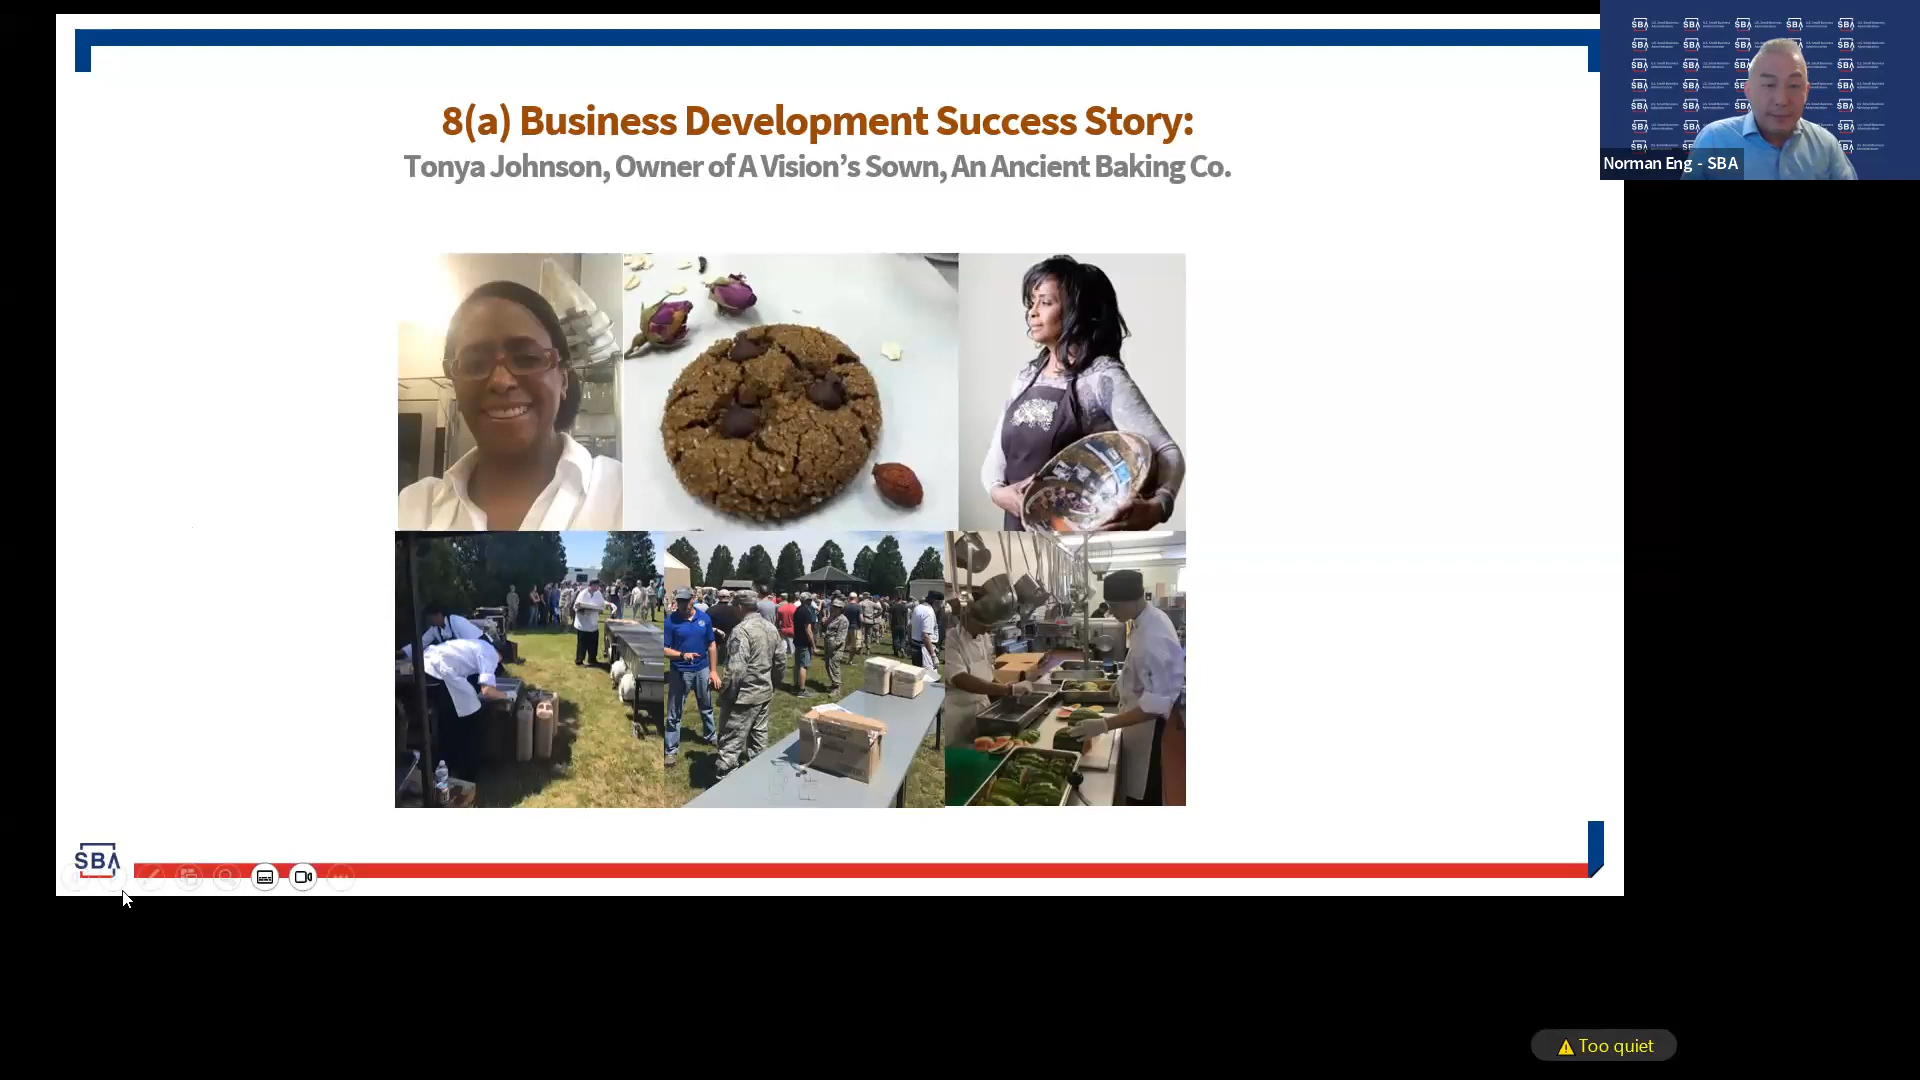 8(a) Business Development Success Story:
Tonya Johnson, Owner of A Vision’s Sown, An Ancient Baking Co.
Norman Eng - SBA
SBA
Too quiet